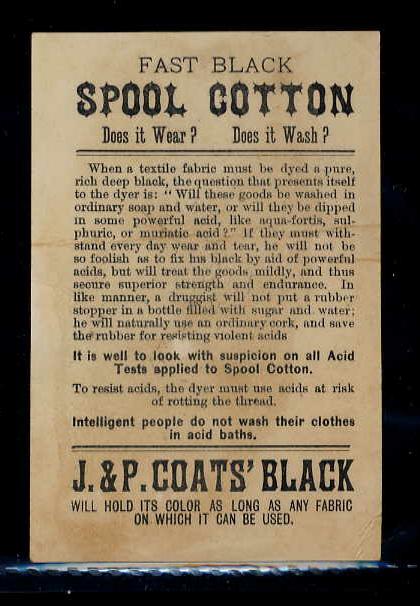 FAST BLACK
SPOOL COTTON
Does it Wear? Does it Wash?
When a textile fabric must be dyed a pure,
rich deep black, the question that presents itself
to the dyer is: "Will these goods be washed in
ordinary soap and water, or will they be dipped
in some powerful acid, like aqua-fortis, sul-
phuric, or muriatic acid?" If they must with-
stand every day wear and tear, he will not be
so foolish as to fix his black by aid of powerful
acids, but will treat the goods mildly, and thus
secure superior strength and endurance. In
like manner, a druggist will not put a rubber
stopper in a bottle filled with sugar and water;
he will naturally use an ordinary cork, and save
the rubber for resisting violent acids
It is well to look with suspicion on all Acid
Tests applied to Spool Cotton.
To resist acids, the dyer must use acids at risk
of rotting the thread.
Intelligent people do not wash their clothes
in acid baths.
J. & P. COATS' BLACK
WILL HOLD ITS COLOR AS LONG AS ANY FABRIC
ON WHICH IT CAN BE USED.